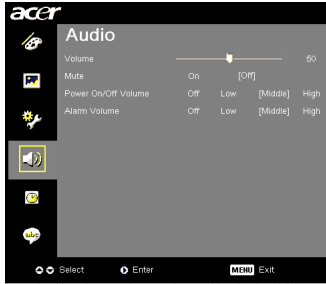 acer
Audio
Volume 50
Mute On [Off]
Power On/Off Volume Off Low [Middle] High
Alarm Volume Off Low [Middle] High
abc
Select Enter MENU Exit